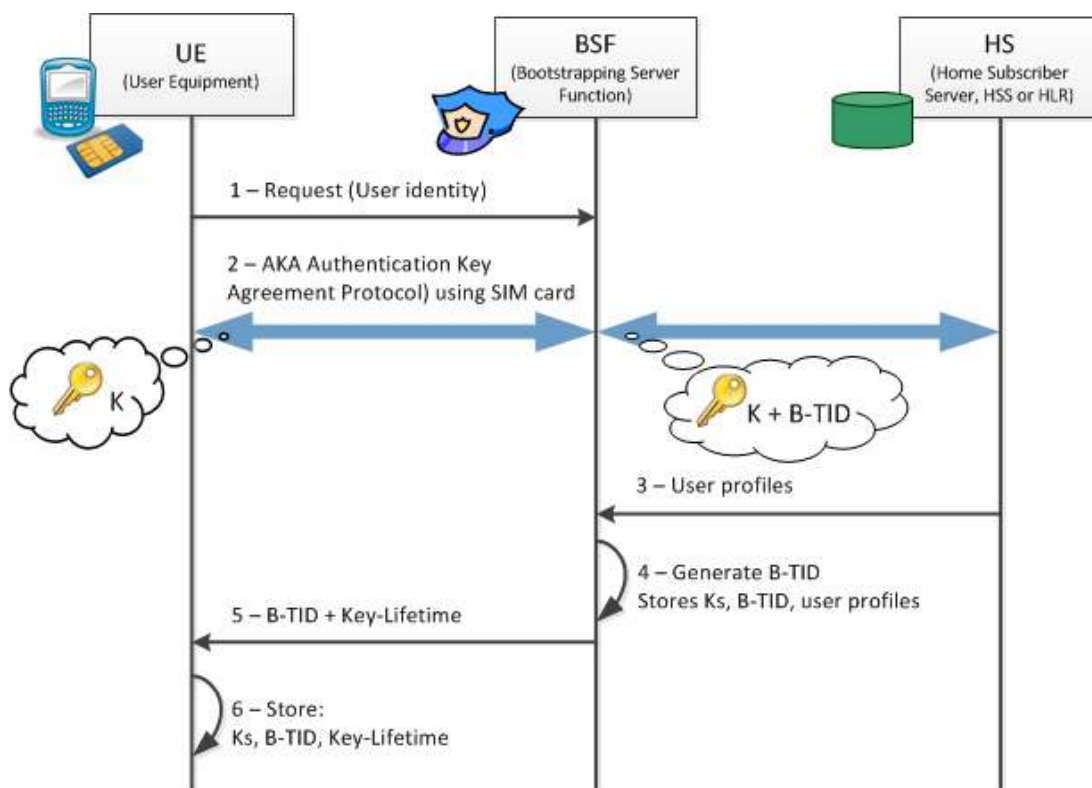 UE
(User Equipment)
BSF
(Bootstrapping Server
Function)
HS
(Home Subscriber
Server, HSS or HLR)
1 – Request (User identity)
2 – AKA Authentication Key
Agreement Protocol) using SIM card
K
K + B-TID
3 – User profiles
4 – Generate B-TID
Stores Ks, B-TID, user profiles
5 – B-TID + Key-Lifetime
6 – Store:
Ks, B-TID, Key-Lifetime